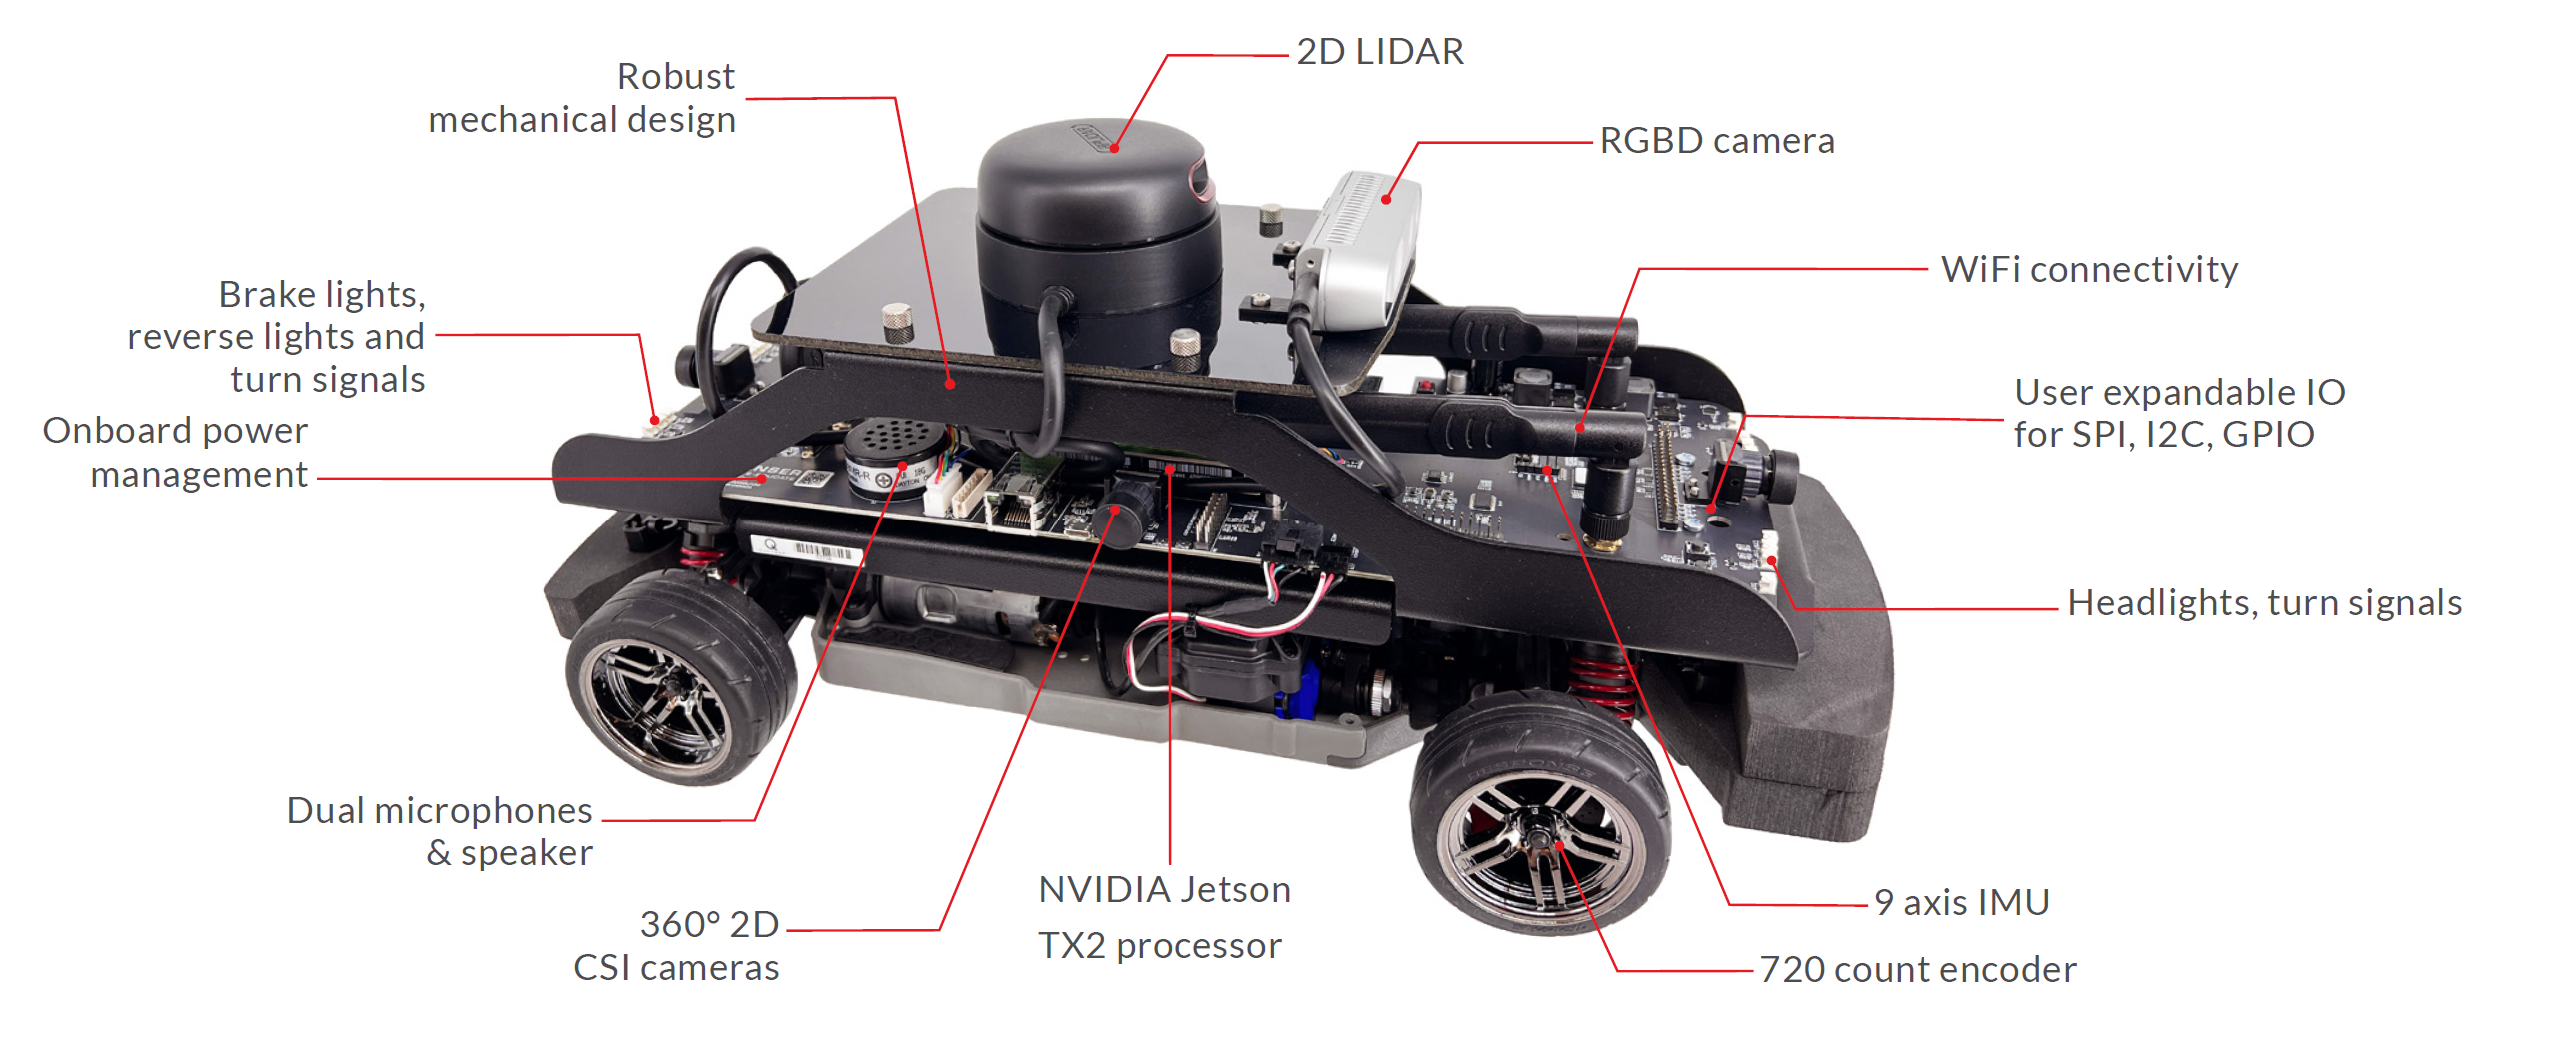 2D LIDAR
Robust
mechanical design
RGBD camera
WiFi connectivity
Brake lights,
reverse lights and
turn signals
User expandable IO
for SPI, I2C, GPIO
Onboard power
management
Headlights, turn signals
Dual microphones
& speaker
NVIDIA Jetson
TX2 processor
360° 2D
CSI cameras
9 axis IMU
720 count encoder
RESPONSE
DAYTON